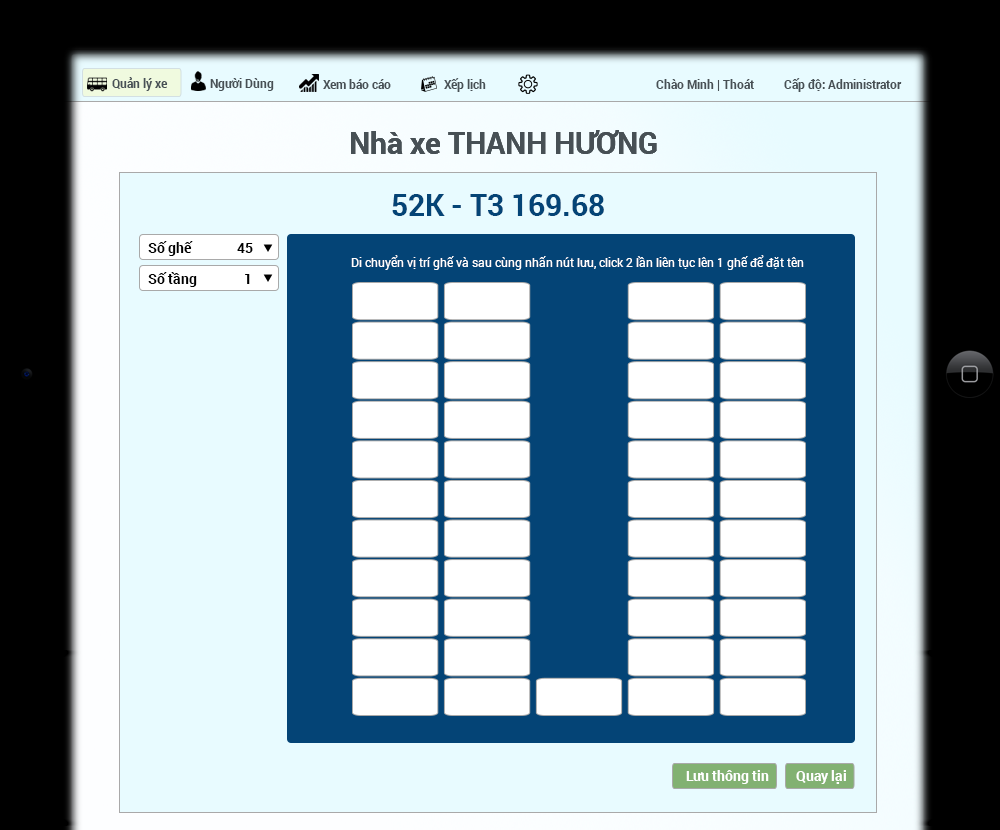 Quản lý xe Người Dùng Xem báo cáo Xếp lịch Chào Minh | Thoát Cấp độ: Administrator
Nhà xe THANH HƯƠNG
52K - T3 169.68
Số ghế 45 ▼
Số tầng 1 ▼
Di chuyển vị trí ghế và sau cùng nhấn nút lưu, click 2 lần liên tục lên 1 ghế để đặt tên
Lưu thông tin Quay lại